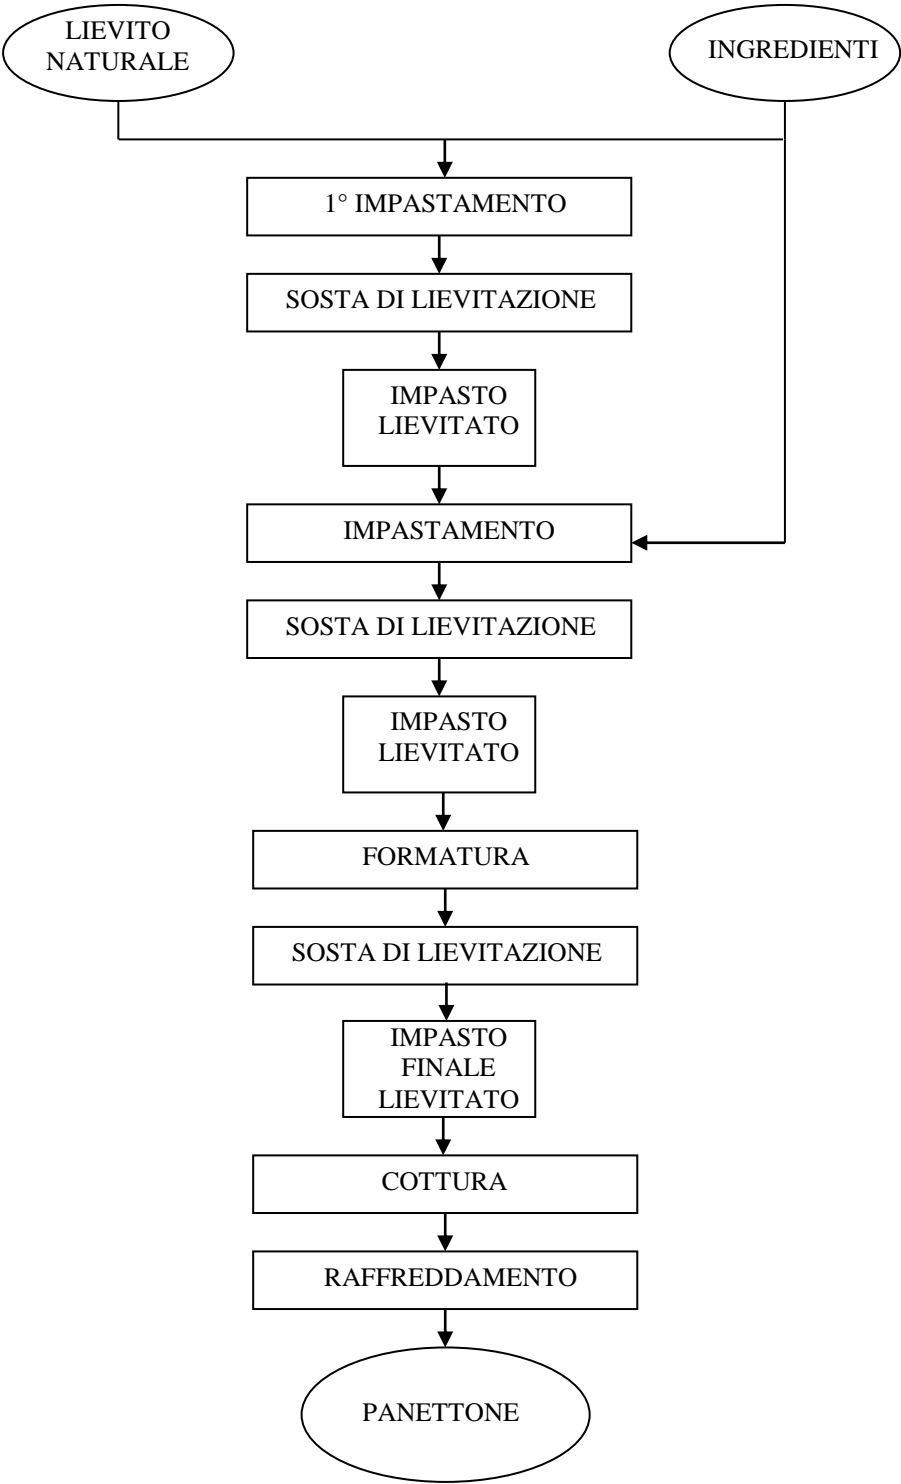 LIEVITO
NATURALE
INGREDIENTI
1° IMPASTAMENTO
SOSTA DI LIEVITAZIONE
IMPASTO
LIEVITATO
IMPASTAMENTO
SOSTA DI LIEVITAZIONE
IMPASTO
LIEVITATO
FORMATURA
SOSTA DI LIEVITAZIONE
IMPASTO
FINALE
LIEVITATO
COTTURA
RAFFREDDAMENTO
PANETTONE